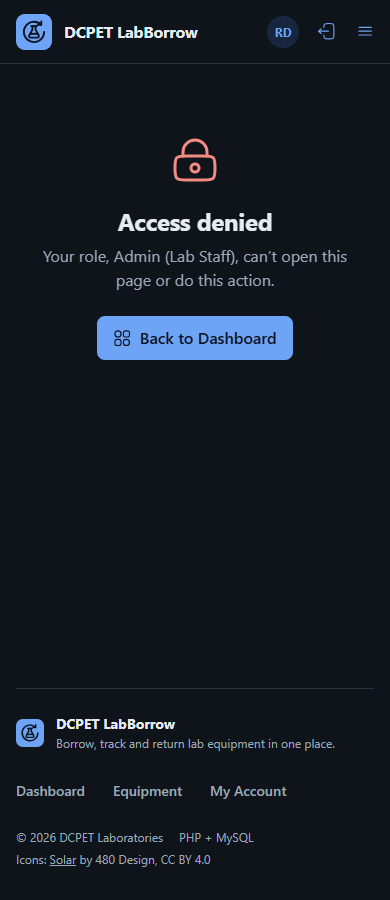 DCPET LabBorrow
RD
Access denied
Your role, Admin (Lab Staff), can’t open this
page or do this action.
Back to Dashboard
DCPET LabBorrow
Borrow, track and return lab equipment in one place.
Dashboard Equipment My Account
© 2026 DCPET Laboratories PHP + MySQL
Icons: Solar by 480 Design, CC BY 4.0